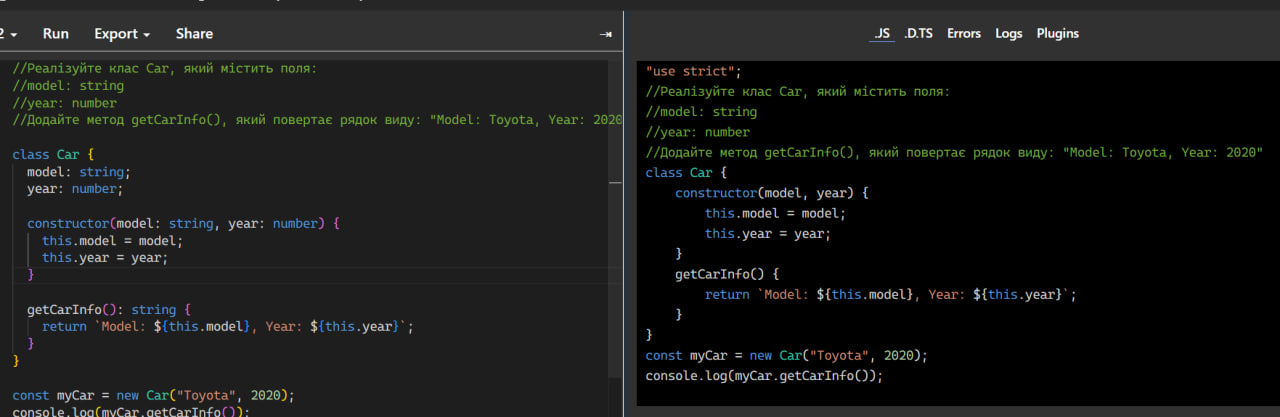 2 Run Export Share
.JS .D.TS Errors Logs Plugins
//Реалізуйте клас Car, який містить поля:
//model: string
//year: number
//Додайте метод getCarInfo(), який повертає рядок виду: "Model: Toyota, Year: 2020
class Car {
model: string;
year: number;
constructor(model: string, year: number) {
this.model = model;
this.year = year;
}
getCarInfo(): string {
return `Model: ${this.model}, Year: ${this.year}`;
}
}
const myCar = new Car("Toyota", 2020);
console.log(myCar.getCarInfo());
"use strict";
//Реалізуйте клас Car, який містить поля:
//model: string
//year: number
//Додайте метод getCarInfo(), який повертає рядок виду: "Model: Toyota, Year: 2020"
class Car {
constructor(model, year) {
this.model = model;
this.year = year;
}
getCarInfo() {
return `Model: ${this.model}, Year: ${this.year}`;
}
}
const myCar = new Car("Toyota", 2020);
console.log(myCar.getCarInfo());